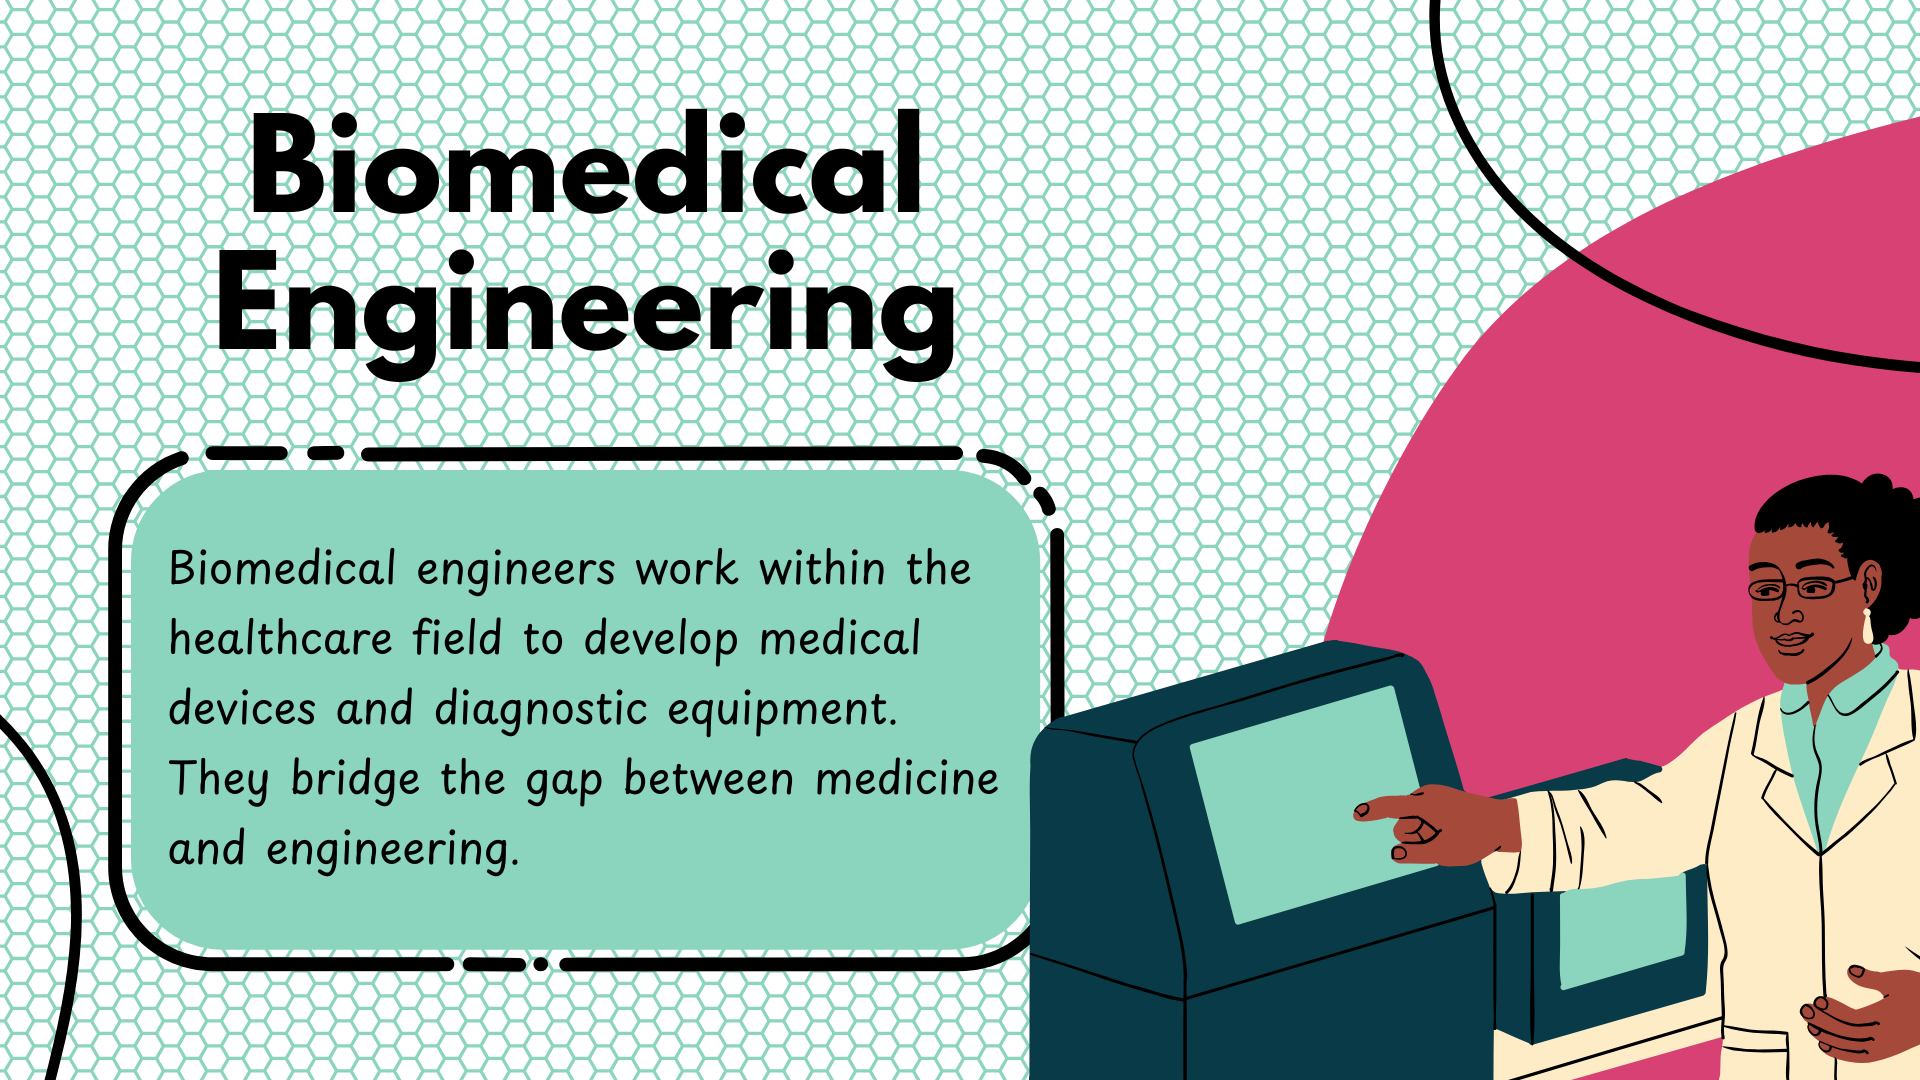 Biomedical
Engineering
Biomedical engineers work within the
healthcare field to develop medical
devices and diagnostic equipment.
They bridge the gap between medicine
and engineering.